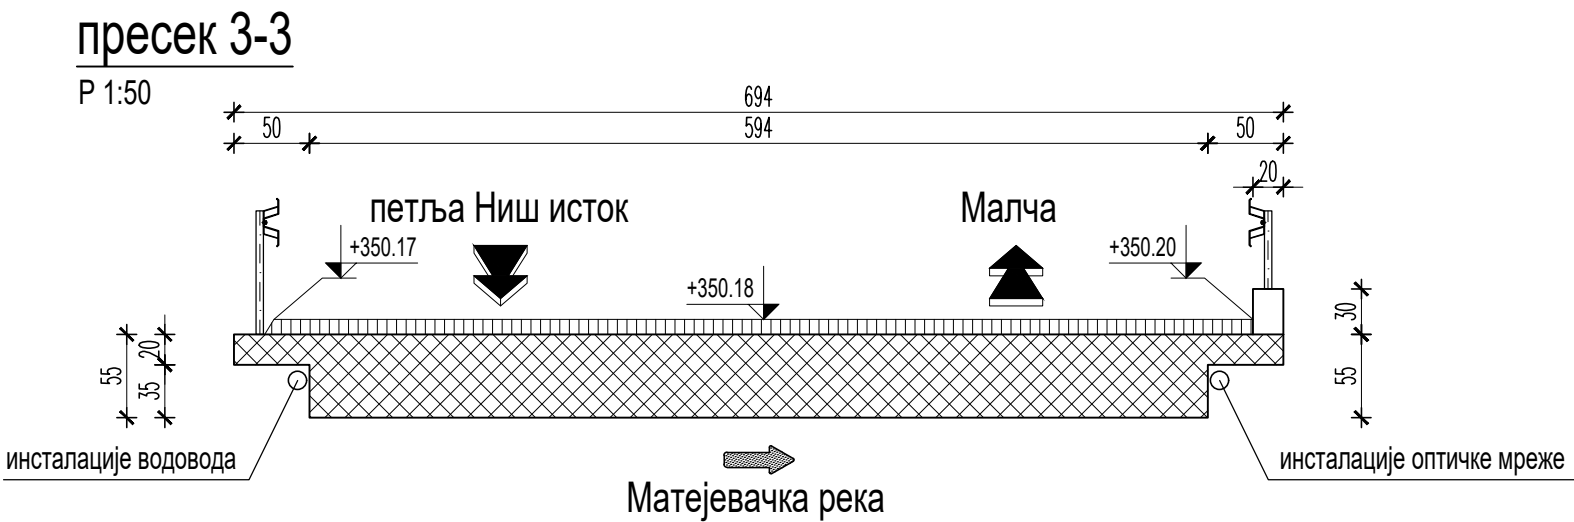 пресек 3-3
Р 1:50
694
50
594
50
20
петља Ниш исток
Малча
+350.17
+350.20
+350.18
30
55
20
35
55
инсталације водовода
инсталације оптичке мреже
Матејевачка река